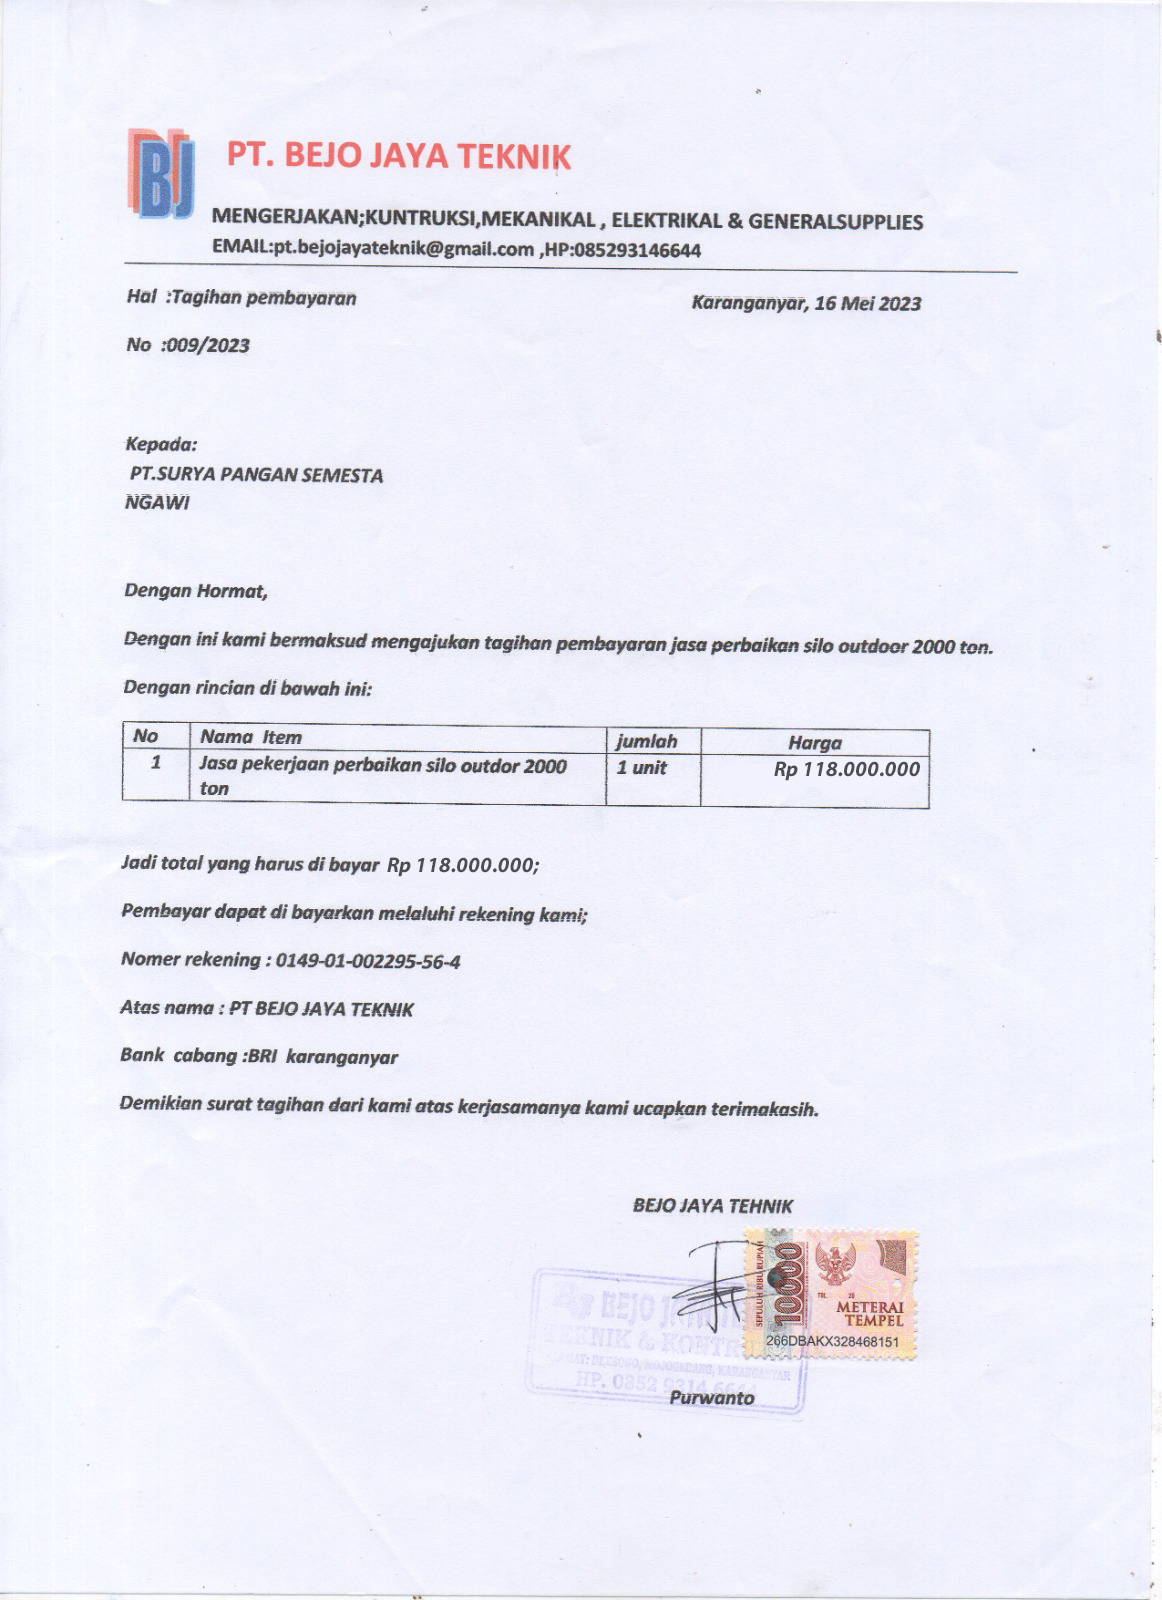 BJ
PT. BEJO JAYA TEKNIK
MENGERJAKAN;KUNTRUKSI,MEKANIKAL , ELEKTRIKAL & GENERALSUPPLIES
EMAIL:pt.bejojayateknik@gmail.com ,HP:085293146644
Hal :Tagihan pembayaran
Karanganyar, 16 Mei 2023
No :009/2023
Kepada:
PT.SURYA PANGAN SEMESTA
NGAWI
Dengan Hormat,
Dengan ini kami bermaksud mengajukan tagihan pembayaran jasa perbaikan silo outdoor 2000 ton.
Dengan rincian di bawah ini:
No Nama Item jumlah Harga
1 Jasa pekerjaan perbaikan silo outdor 2000 1 unit Rp 118.000.000
ton
Jadi total yang harus di bayar Rp 118.000.000;
Pembayar dapat di bayarkan melaluhi rekening kami;
Nomer rekening : 0149-01-002295-56-4
Atas nama : PT BEJO JAYA TEKNIK
Bank cabang :BRI karanganyar
Demikian surat tagihan dari kami atas kerjasamanya kami ucapkan terimakasih.
BEJO JAYA TEHNIK
SEPULUH RIBU RUPIAH
10000
TGL. 20
METERAI
TEMPEL
266DBAKX328468151
BJ BEJO
TEKNIK &
KARANGANYAR
HP. 0852 9314 6644
Purwanto